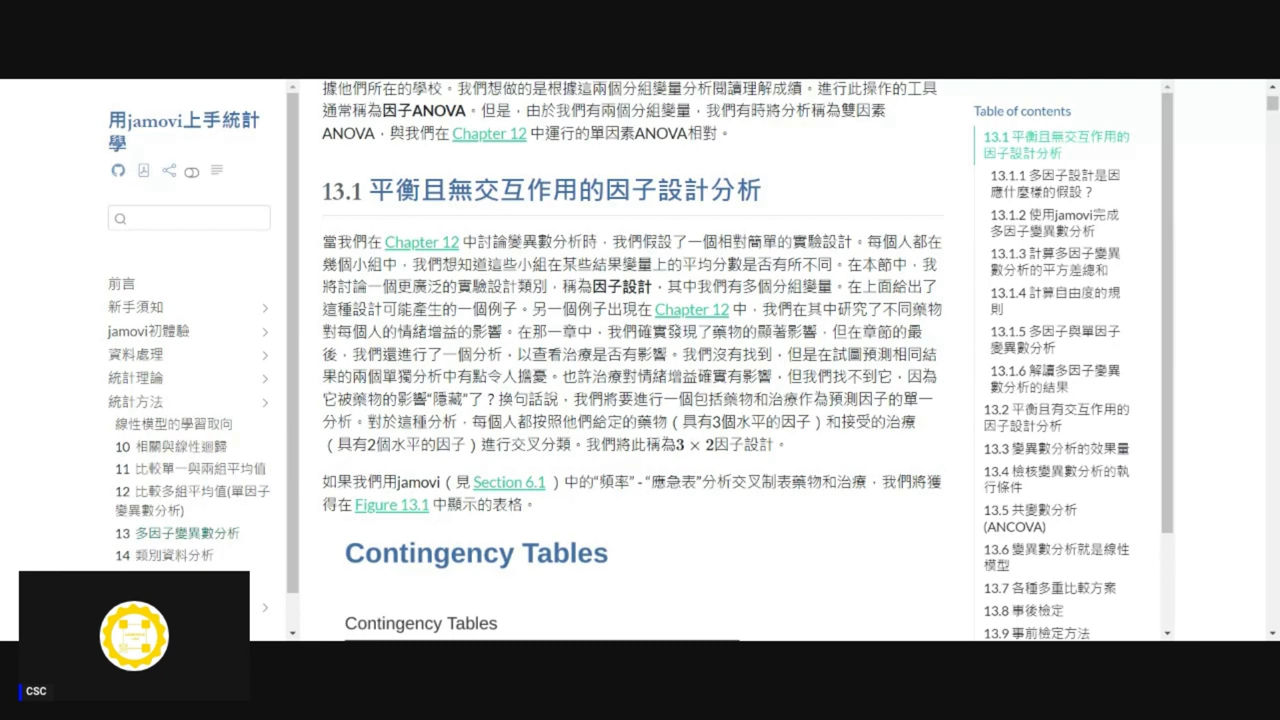 用jamovi上手統計
學
前言
新手須知
jamovi初體驗
資料處理
統計理論
統計方法
線性模型的學習取向
10 相關與線性迴歸
11 比較單一與兩組平均值
12 比較多組平均值(單因子
變異數分析)
13 多因子變異數分析
14 類別資料分析
據他們所在的學校。我們想做的是根據這兩個分組變量分析閱讀理解成績。進行此操作的工具
通常稱為因子ANOVA。但是，由於我們有兩個分組變量，我們有時將分析稱為雙因素
ANOVA，與我們在 Chapter 12 中運行的單因素ANOVA相對。
13.1 平衡且無交互作用的因子設計分析
當我們在 Chapter 12 中討論變異數分析時，我們假設了一個相對簡單的實驗設計。每個人都在
幾個小組中，我們想知道這些小組在某些結果變量上的平均分數是否有所不同。在本節中，我
將討論一個更廣泛的實驗設計類別，稱為因子設計，其中我們有多個分組變量。在上面給出了
這種設計可能產生的一個例子。另一個例子出現在 Chapter 12 中，我們在其中研究了不同藥物
對每個人的情緒增益的影響。在那一章中，我們確實發現了藥物的顯著影響，但在章節的最
後，我們還進行了一個分析，以查看治療是否有影響。我們沒有找到，但是在試圖預測相同結
果的兩個單獨分析中有點令人擔憂。也許治療對情緒增益確實有影響，但我們找不到它，因為
它被藥物的影響“隱藏”了？換句話說，我們將要進行一個包括藥物和治療作為預測因子的單一
分析。對於這種分析，每個人都按照他們給定的藥物（具有3個水平的因子）和接受的治療
（具有2個水平的因子）進行交叉分類。我們將此稱為3 × 2因子設計。
如果我們用jamovi（見 Section 6.1 ）中的“頻率” - “應急表”分析交叉制表藥物和治療，我們將獲
得在 Figure 13.1 中顯示的表格。
Contingency Tables
Contingency Tables
Table of contents
13.1 平衡且無交互作用的
因子設計分析
13.1.1 多因子設計是因
應什麼樣的假設？
13.1.2 使用jamovi完成
多因子變異數分析
13.1.3 計算多因子變異
數分析的平方差總和
13.1.4 計算自由度的規
則
13.1.5 多因子與單因子
變異數分析
13.1.6 解讀多因子變異
數分析的結果
13.2 平衡且有交互作用的
因子設計分析
13.3 變異數分析的效果量
13.4 檢核變異數分析的執
行條件
13.5 共變數分析
(ANCOVA)
13.6 變異數分析就是線性
模型
13.7 各種多重比較方案
13.8 事後檢定
13.9 事前檢定方法
CSC